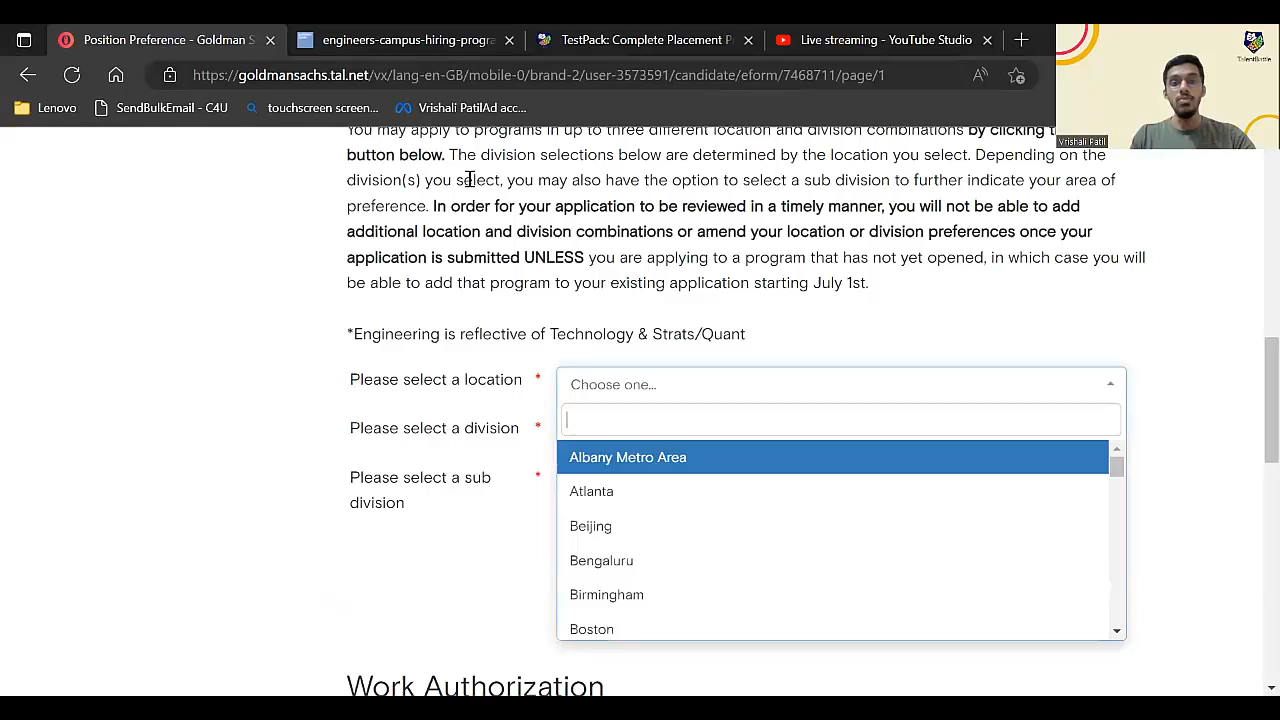 Position Preference - Goldman S
engineers-campus-hiring-progra
TestPack: Complete Placement P
Live streaming - YouTube Studio
https://goldmansachs.tal.net/vx/lang-en-GB/mobile-0/brand-2/user-3573591/candidate/eform/7468711/page/1
Lenovo
SendBulkEmail - C4U
touchscreen screen...
Vrishali PatilAd acc...
TalentBattle
Vrishali Patil
You may apply to programs in up to three different location and division combinations by clicking
button below. The division selections below are determined by the location you select. Depending on the
division(s) you select, you may also have the option to select a sub division to further indicate your area of
preference. In order for your application to be reviewed in a timely manner, you will not be able to add
additional location and division combinations or amend your location or division preferences once your
application is submitted UNLESS you are applying to a program that has not yet opened, in which case you will
be able to add that program to your existing application starting July 1st.
*Engineering is reflective of Technology & Strats/Quant
Please select a location *
Choose one...
Please select a division *
Please select a sub *
division
Albany Metro Area
Atlanta
Beijing
Bengaluru
Birmingham
Boston
Work Authorization